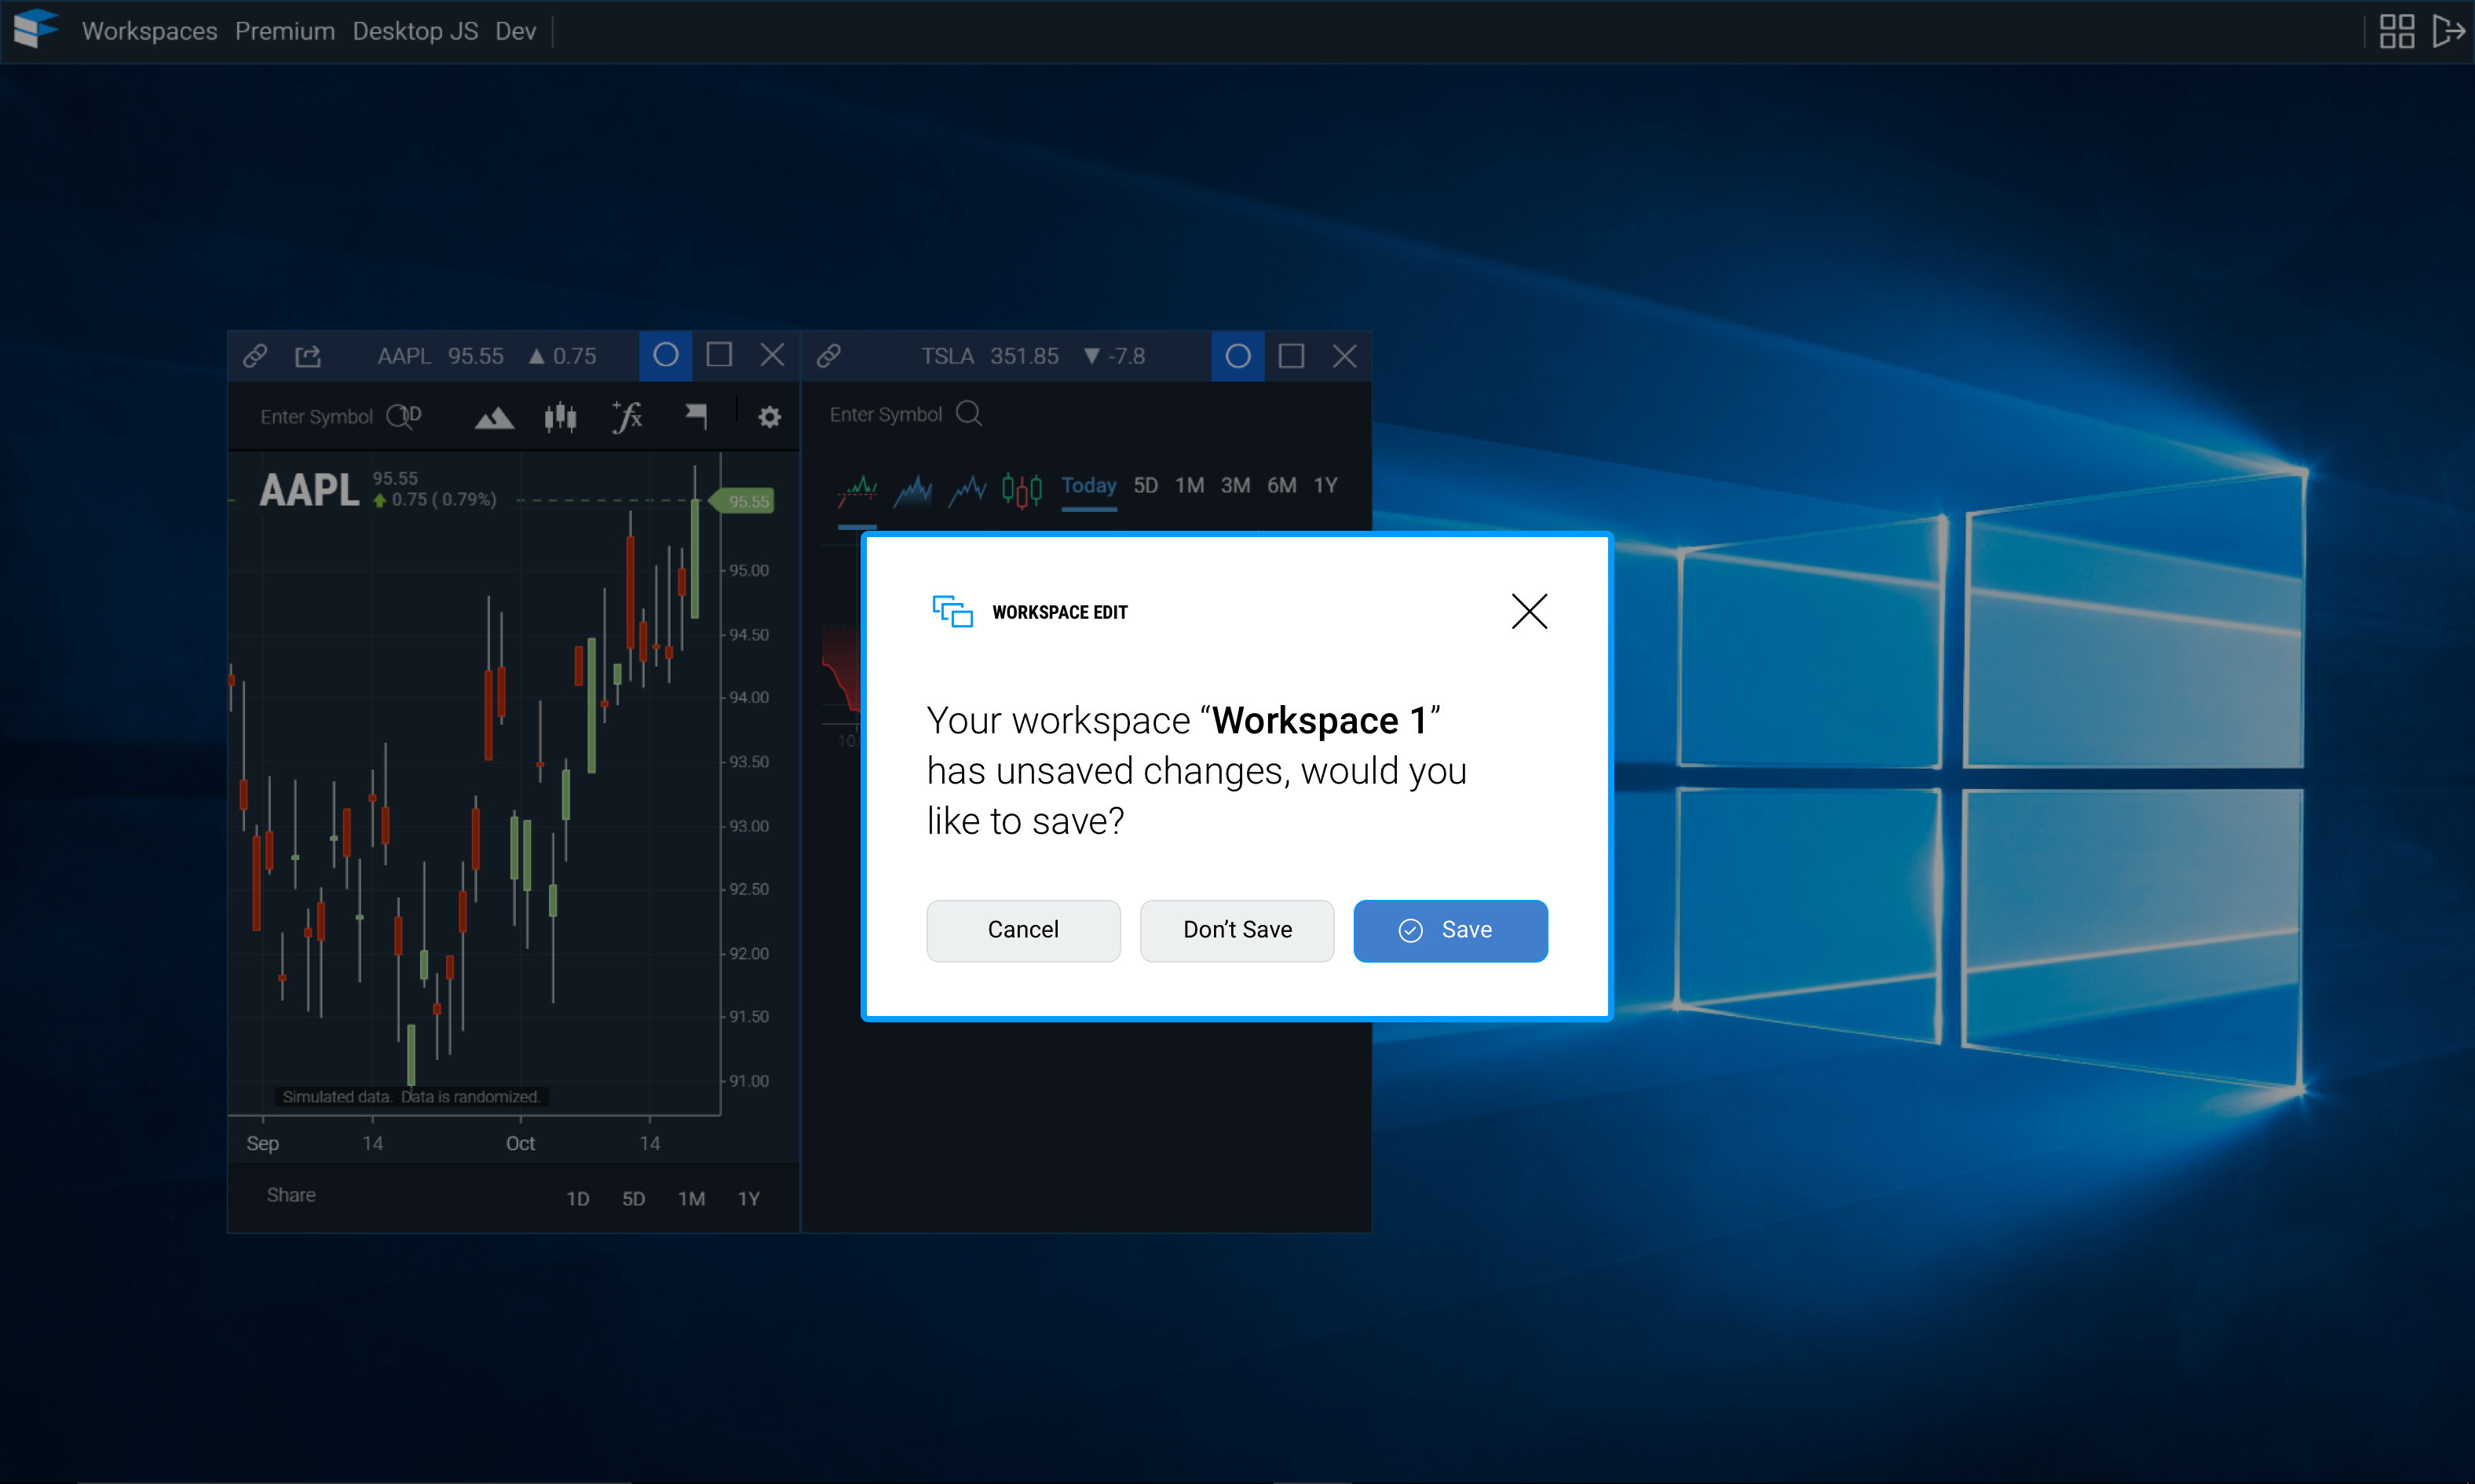 Workspaces Premium Desktop JS Dev
AAPL 95.55 ▲ 0.75
TSLA 351.85 ▼ -7.8
Enter Symbol 1D
Enter Symbol
AAPL 95.55
0.75 ( 0.79%)
95.55
Today 5D 1M 3M 6M 1Y
95.00
94.50
94.00
93.50
93.00
92.50
92.00
91.50
91.00
WORKSPACE EDIT
Your workspace “Workspace 1”
has unsaved changes, would you
like to save?
Cancel
Don’t Save
Save
Simulated data. Data is randomized.
Sep 14 Oct 14
Share 1D 5D 1M 1Y